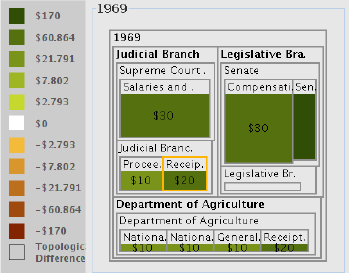 $170
$60.864
$21.791
$7.802
$2.793
$0
−$2.793
−$7.802
−$21.791
−$60.864
−$170
Topologic
Difference
1969
1969
Judicial Branch
Supreme Court .
Salaries and .
$30
Judicial Branc.
Procee.
Receip.
$10
$20
Legislative Bra.
Senate
Compensati.
Sen.
$30
Legislative Br.
Department of Agriculture
Department of Agriculture
Nationa.
Nationa.
General.
Receipt.
$10
$10
$10
$20